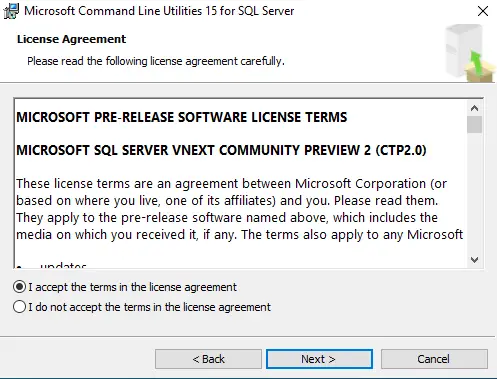 Microsoft Command Line Utilities 15 for SQL Server
License Agreement
Please read the following license agreement carefully.
MICROSOFT PRE-RELEASE SOFTWARE LICENSE TERMS
MICROSOFT SQL SERVER VNEXT COMMUNITY PREVIEW 2 (CTP2.0)
These license terms are an agreement between Microsoft Corporation (or
based on where you live, one of its affiliates) and you. Please read them.
They apply to the pre-release software named above, which includes the
media on which you received it, if any. The terms also apply to any Microsoft
• updates
I accept the terms in the license agreement
I do not accept the terms in the license agreement
< Back Next > Cancel